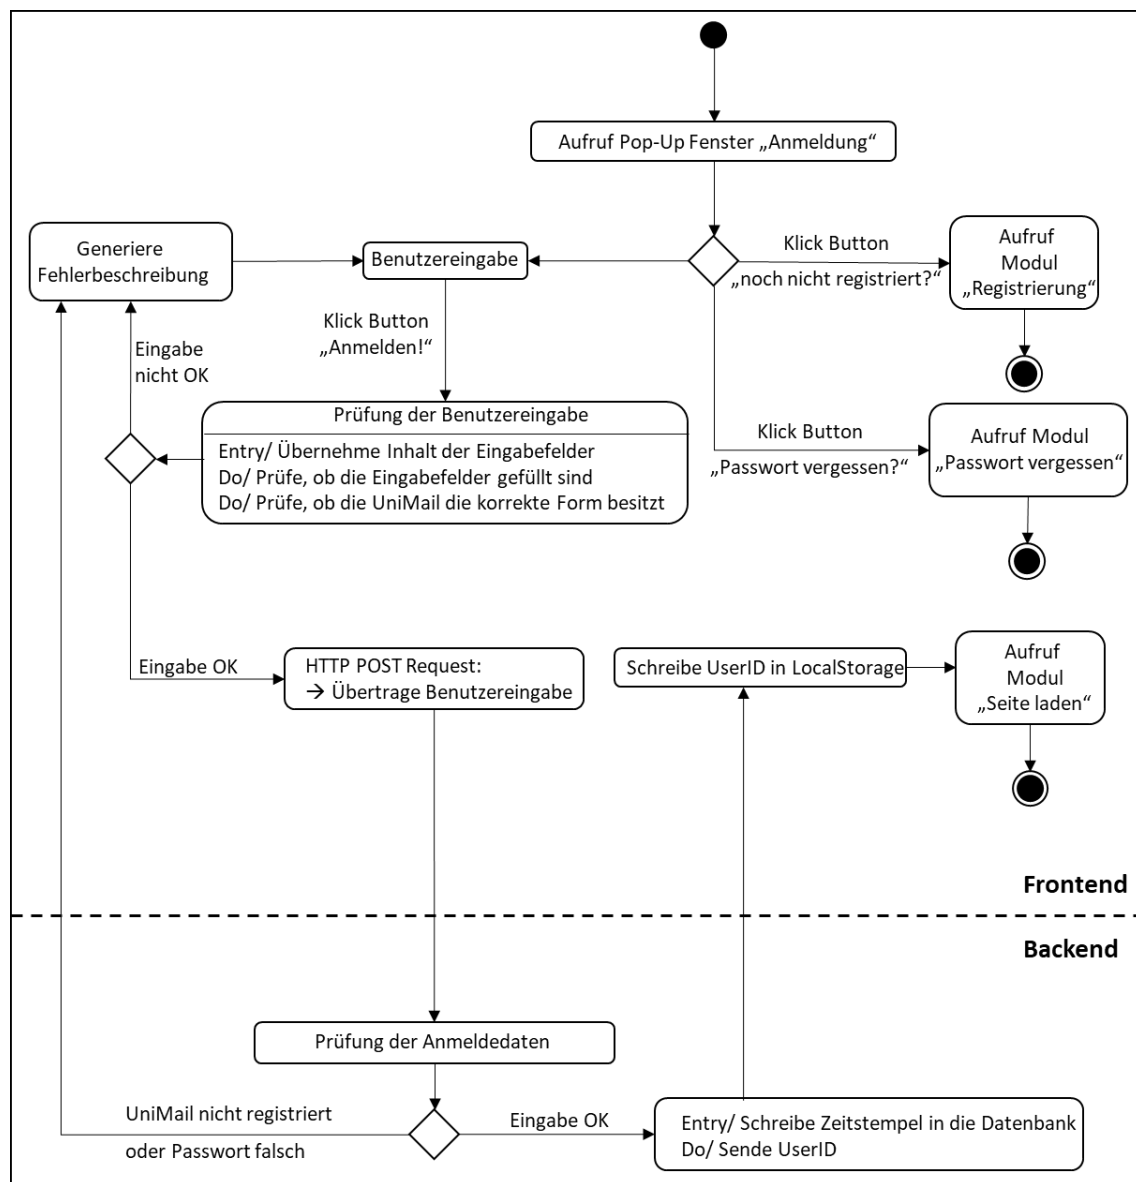 Aufruf Pop-Up Fenster „Anmeldung“
Generiere
Fehlerbeschreibung
Benutzereingabe
Klick Button
„noch nicht registriert?“
Aufruf
Modul
„Registrierung“
Klick Button
„Anmelden!“
Eingabe
nicht OK
Prüfung der Benutzereingabe
Entry/ Übernehme Inhalt der Eingabefelder
Do/ Prüfe, ob die Eingabefelder gefüllt sind
Do/ Prüfe, ob die UniMail die korrekte Form besitzt
Klick Button
„Passwort vergessen?“
Aufruf Modul
„Passwort vergessen“
Eingabe OK
HTTP POST Request:
→ Übertrage Benutzereingabe
Schreibe UserID in LocalStorage
Aufruf
Modul
„Seite laden“
Frontend
Backend
Prüfung der Anmeldedaten
UniMail nicht registriert
oder Passwort falsch
Eingabe OK
Entry/ Schreibe Zeitstempel in die Datenbank
Do/ Sende UserID